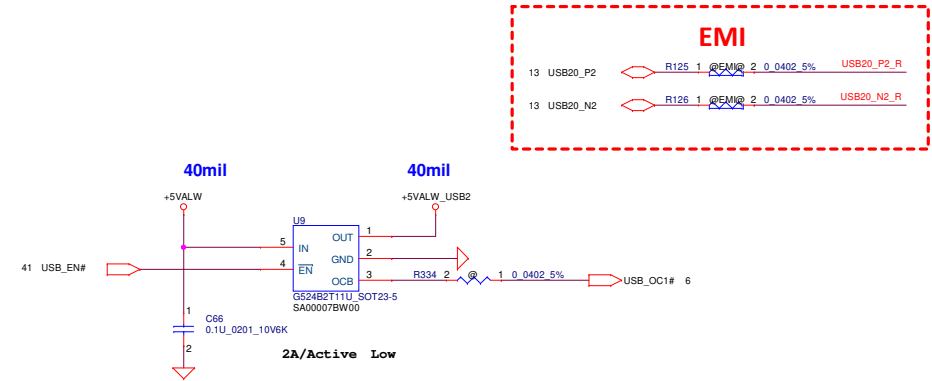 EMI
13 USB20_P2 R125 1 @EMI@ 2 0_0402_5% USB20_P2_R
13 USB20_N2 R126 1 @EMI@ 2 0_0402_5% USB20_N2_R
40mil 40mil
+5VALW +5VALW_USB2
U9
OUT 1
5 IN
GND 2
41 USB_EN# 4 EN
OCB 3 R334 2 @ 1 0_0402_5% USB_OC1# 6
G524B2T11U_SOT23-5
SA00007BW00
1
C66
0.1U_0201_10V6K
2
2A/Active Low